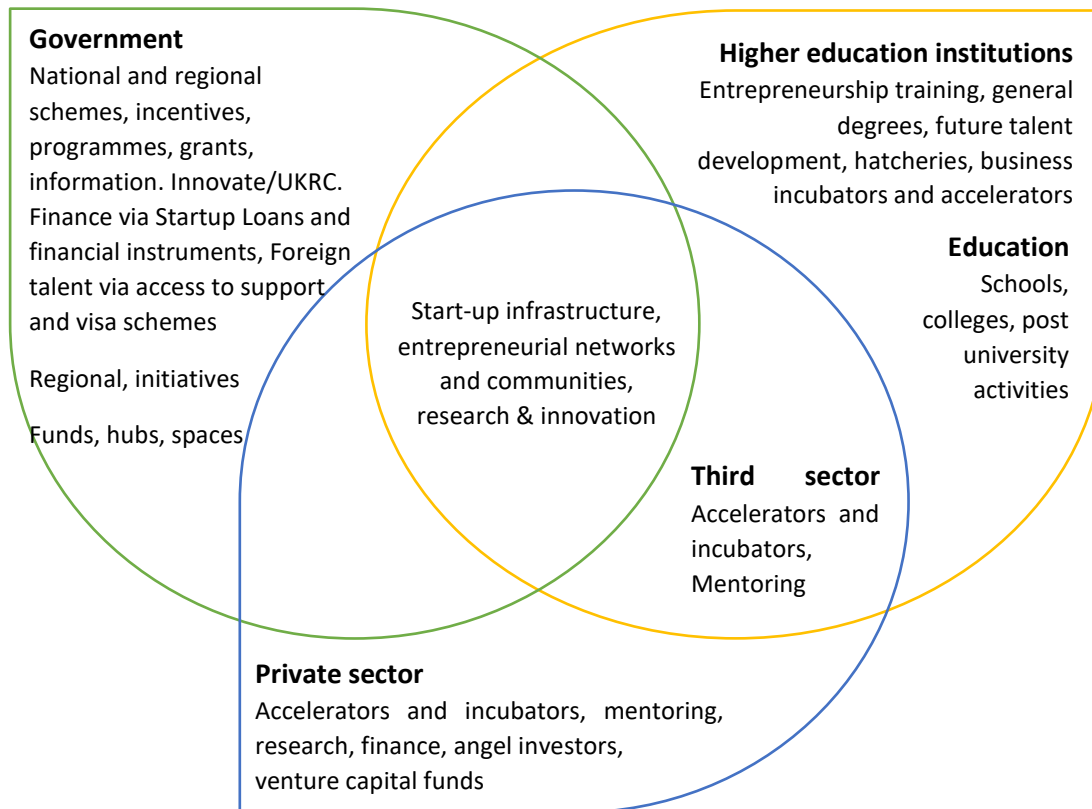 Government
National and regional
schemes, incentives,
programmes, grants,
information. Innovate/UKRC.
Finance via Startup Loans and
financial instruments, Foreign
talent via access to support
and visa schemes
Regional, initiatives
Funds, hubs, spaces
Higher education institutions
Entrepreneurship training, general
degrees, future talent
development, hatcheries, business
incubators and accelerators
Education
Schools,
colleges, post
university
activities
Start-up infrastructure,
entrepreneurial networks
and communities,
research & innovation
Third sector
Accelerators and
incubators,
Mentoring
Private sector
Accelerators and incubators, mentoring,
research, finance, angel investors,
venture capital funds